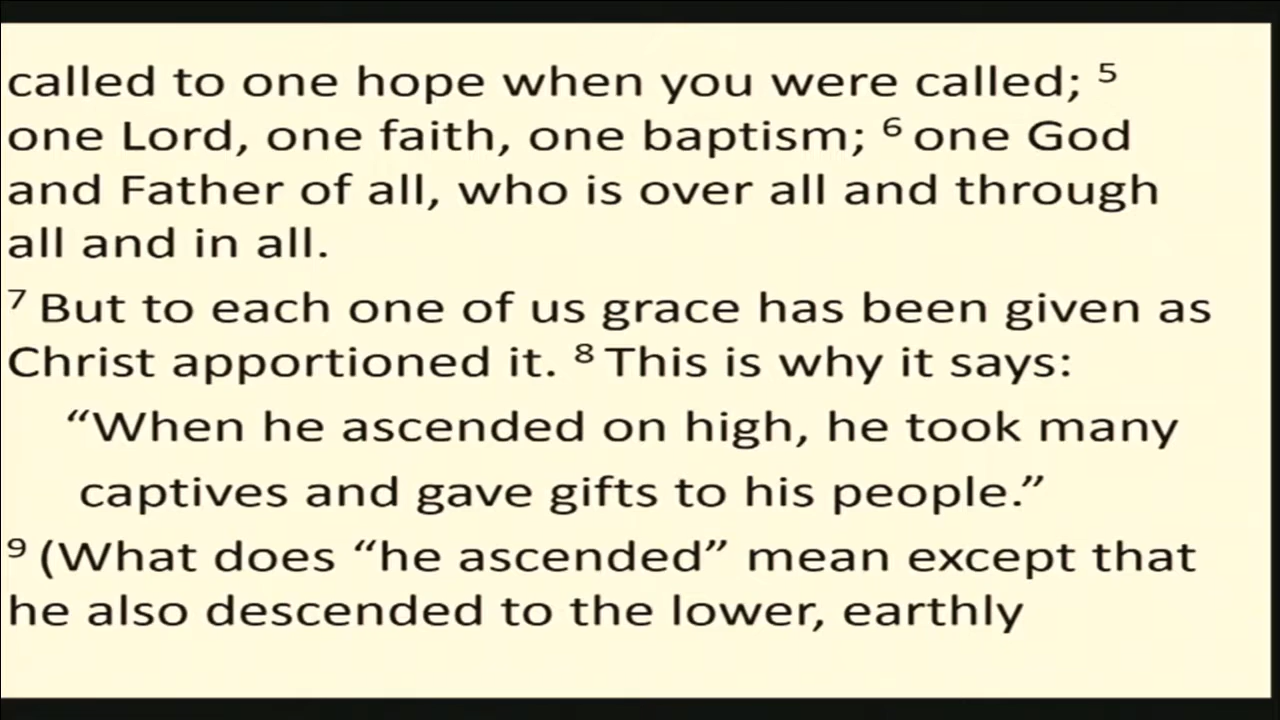 called to one hope when you were called; 5
one Lord, one faith, one baptism; 6 one God
and Father of all, who is over all and through
all and in all.
7 But to each one of us grace has been given as
Christ apportioned it. 8 This is why it says:
“When he ascended on high, he took many
captives and gave gifts to his people.”
9 (What does “he ascended” mean except that
he also descended to the lower, earthly